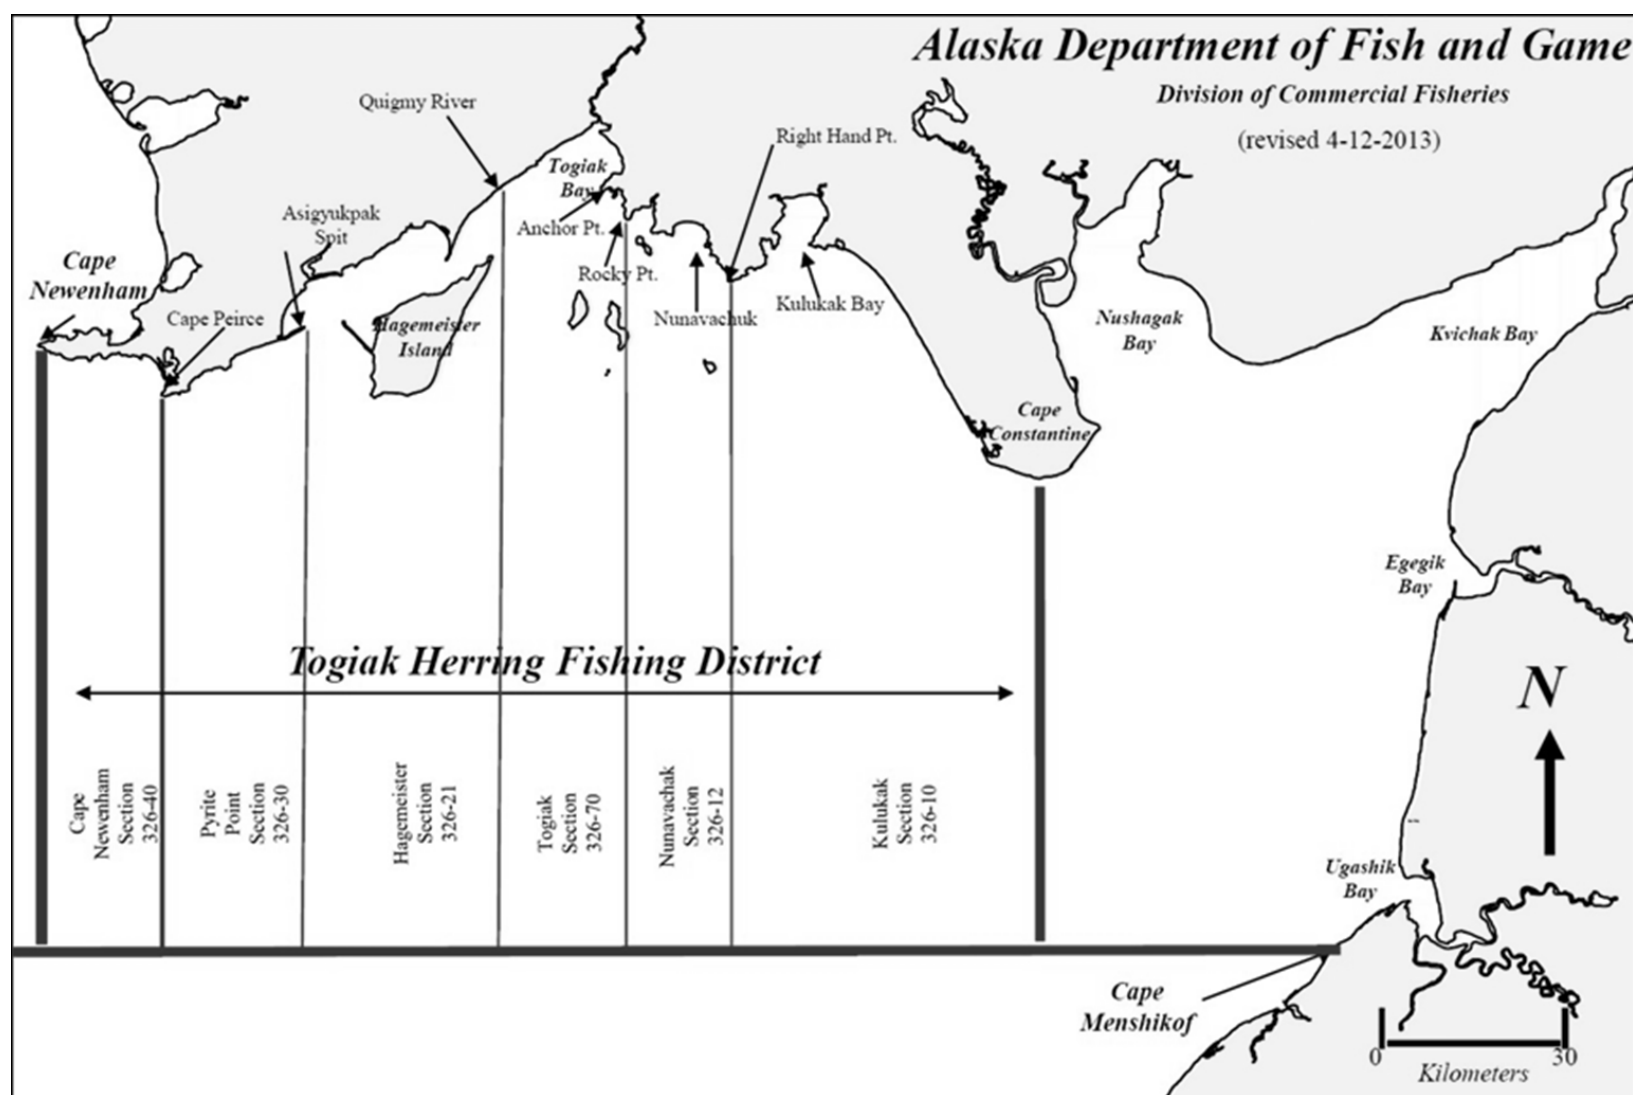 Alaska Department of Fish and Game
Division of Commercial Fisheries
(revised 4-12-2013)
Quigmy River
Right Hand Pt.
Togiak
Bay
Asigyukpak
Spit
Anchor Pt.
Cape
Newenham
Rocky Pt.
Cape Peirce
Nunavachuk
Kulukak Bay
Hagemeister
Island
Nushagak
Bay
Kvichak Bay
Cape
Constantine
Egegik
Bay
Togiak Herring Fishing District
N
Cape
Newenham
Section
326-40
Pyrite
Point
Section
326-30
Hagemeister
Section
326-21
Togiak
Section
326-70
Nunavachak
Section
326-12
Kulukak
Section
326-10
Ugashik
Bay
Cape
Menshikof
0 30
Kilometers